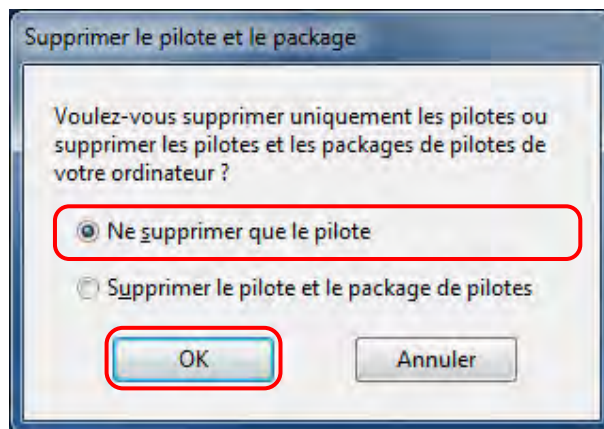 Supprimer le pilote et le package
Voulez-vous supprimer uniquement les pilotes ou
supprimer les pilotes et les packages de pilotes de
votre ordinateur ?
Ne supprimer que le pilote
Supprimer le pilote et le package de pilotes
OK
Annuler